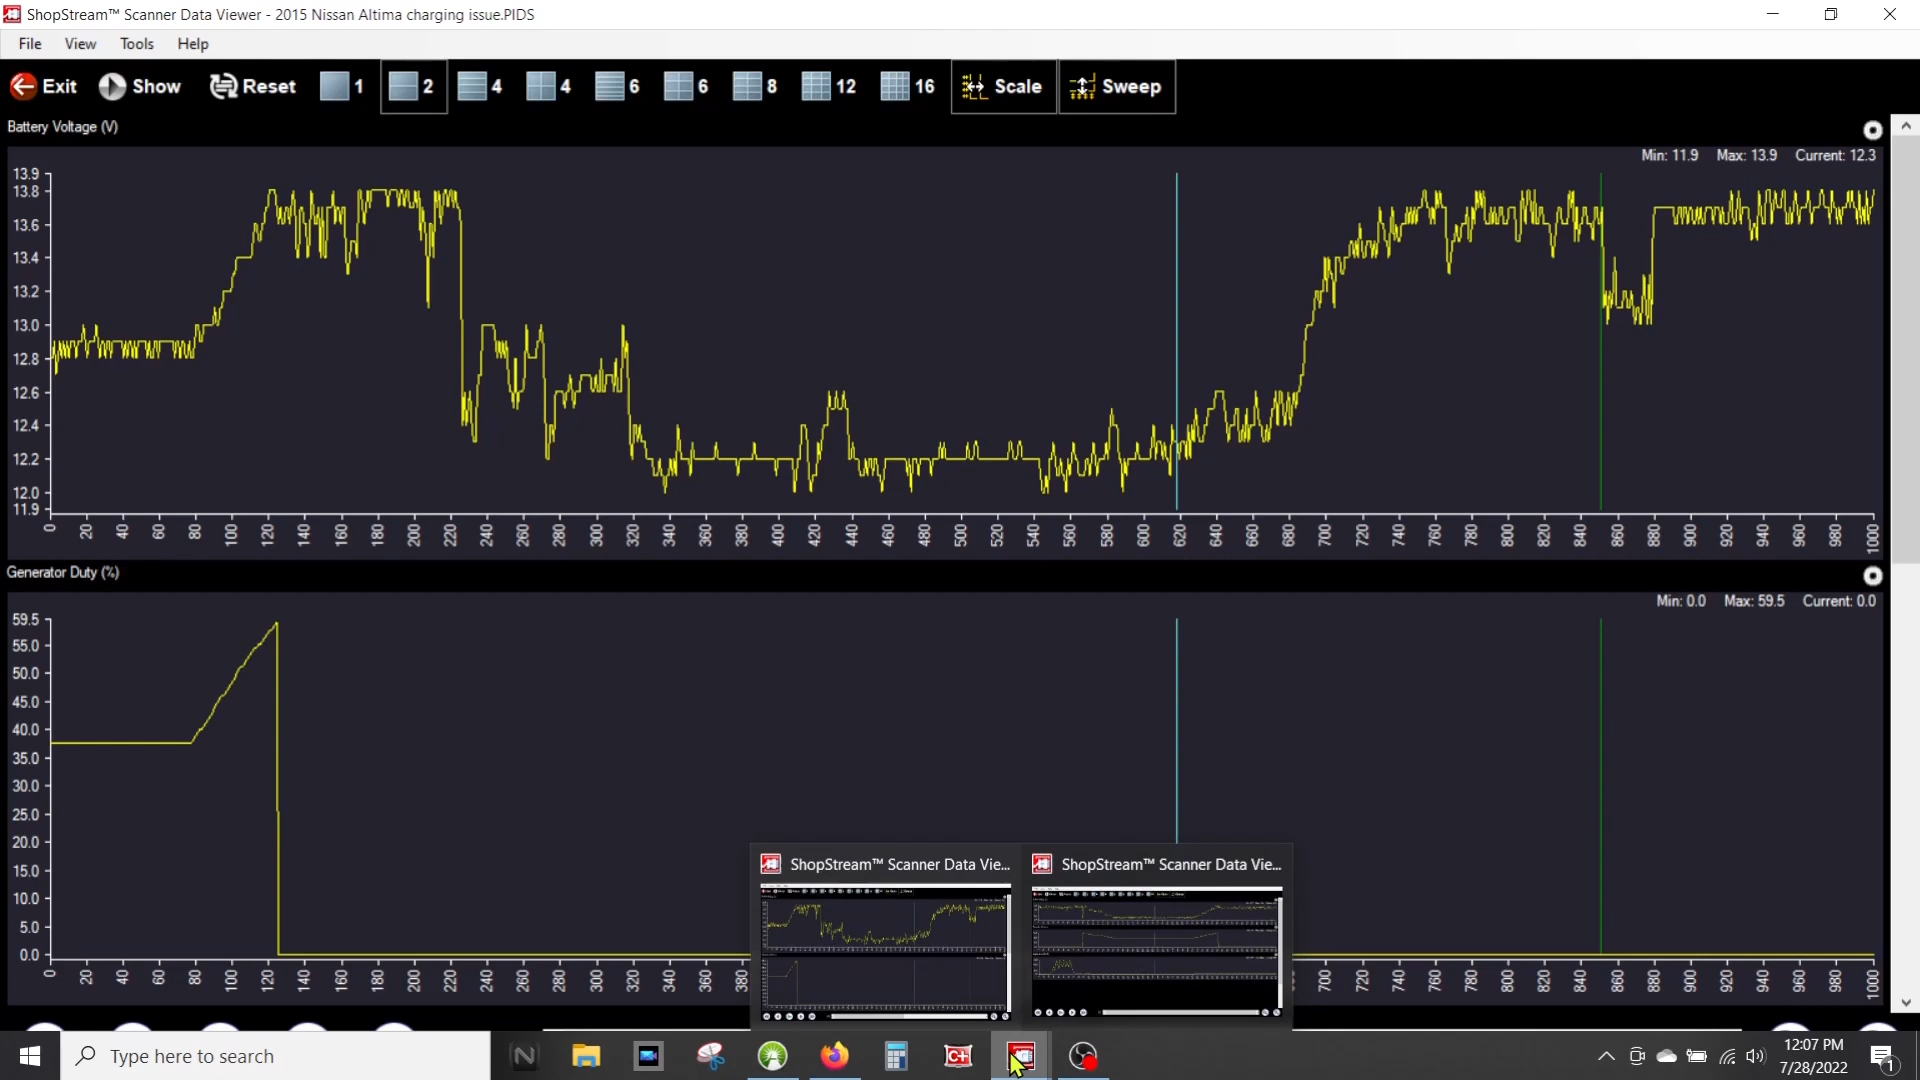 ShopStream™ Scanner Data Viewer - 2015 Nissan Altima charging issue.PIDS
File View Tools Help
Exit Show Reset 1 2 4 4 6 6 8 12 16 Scale Sweep
Battery Voltage (V)
Min: 11.9 Max: 13.9 Current: 12.3
13.9
13.8
13.6
13.4
13.2
13.0
12.8
12.6
12.4
12.2
12.0
11.9
0 20 40 60 80 100 120 140 160 180 200 220 240 260 280 300 320 340 360 380 400 420 440 460 480 500 520 540 560 580 600 620 640 660 680 700 720 740 760 780 800 820 840 860 880 900 920 940 960 980 1000
Generator Duty (%)
Min: 0.0 Max: 59.5 Current: 0.0
59.5
55.0
50.0
45.0
40.0
35.0
30.0
25.0
20.0
15.0
10.0
5.0
0.0
ShopStream™ Scanner Data Vie...
ShopStream™ Scanner Data Vie...
0 20 40 60 80 100 120 140 160 180 200 220 240 260 280 300 320 340 360 380 700 720 740 760 780 800 820 840 860 880 900 920 940 960 980 1000
Type here to search
N
C+
12:07 PM
7/28/2022
1